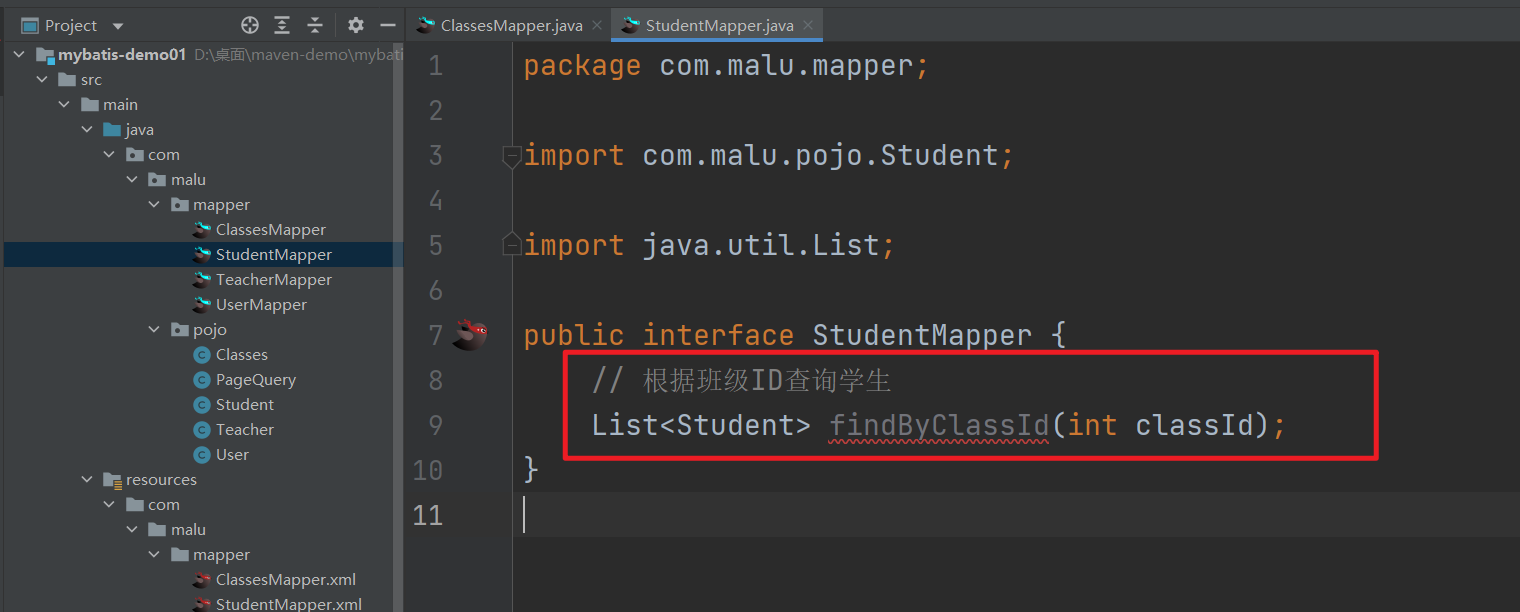 Project
ClassesMapper.java
StudentMapper.java
mybatis-demo01 D:\桌面\maven-demo\mybati
src
main
java
com
malu
mapper
ClassesMapper
StudentMapper
TeacherMapper
UserMapper
pojo
Classes
PageQuery
Student
Teacher
User
resources
com
malu
mapper
ClassesMapper.xml
StudentMapper.xml
1 package com.malu.mapper;
2
3 import com.malu.pojo.Student;
4
5 import java.util.List;
6
7 public interface StudentMapper {
8 // 根据班级ID查询学生
9 List<Student> findByClassId(int classId);
10 }
11